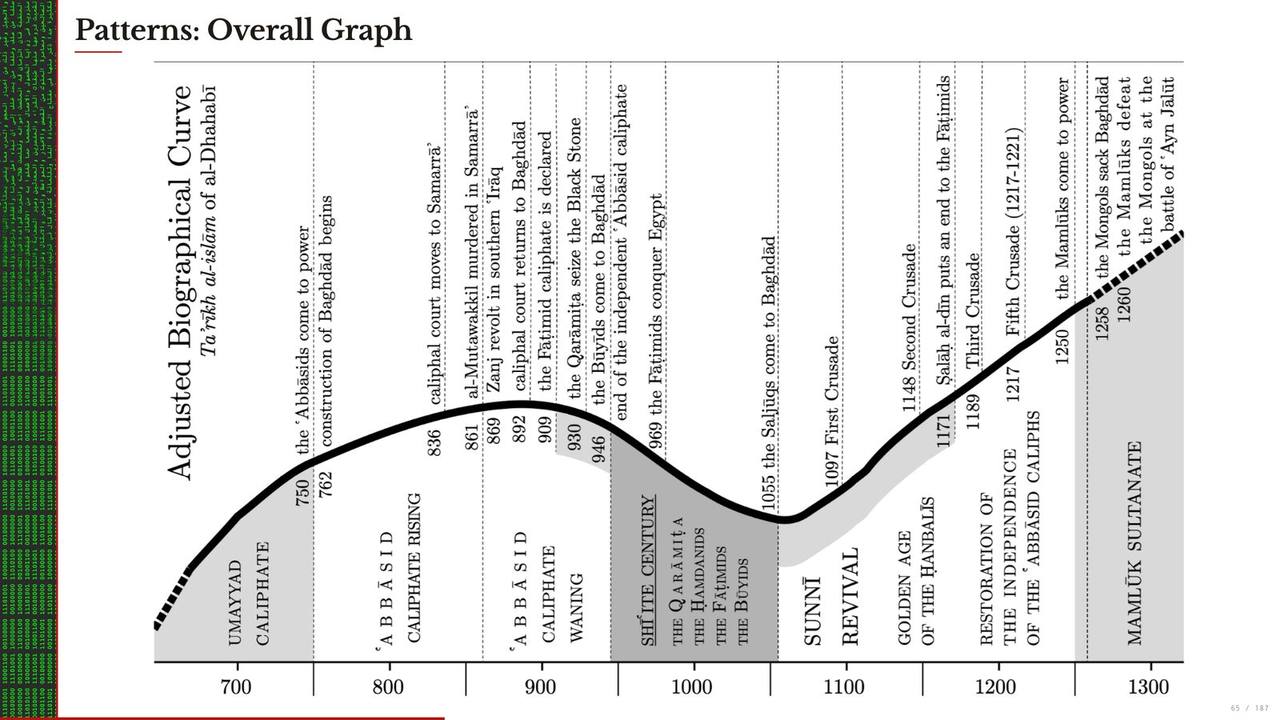 Patterns: Overall Graph
Adjusted Biographical Curve
Taʾrīkh al-islām of al-Dhahabī
750 the ʿAbbāsids come to power
762 construction of Baghdād begins
836 caliphal court moves to Samarrāʾ
861 al-Mutawakkil murdered in Samarrāʾ
869 Zanj revolt in southern ʿIrāq
892 caliphal court returns to Baghdād
909 the Fāṭimid caliphate is declared
930 the Qarāmiṭa seize the Black Stone
946 the Būyīds come to Baghdād
end of the independent ʿAbbāsid caliphate
969 the Fāṭimids conquer Egypt
1055 the Saljūqs come to Baghdād
1097 First Crusade
1148 Second Crusade
1171 Ṣalāḥ al-dīn puts an end to the Fāṭimids
1189 Third Crusade
1217 Fifth Crusade (1217-1221)
1250 the Mamlūks come to power
1258 the Mongols sack Baghdād
1260 the Mamlūks defeat
the Mongols at the
battle of ʿAyn Jālūt
UMAYYAD
CALIPHATE
ʿABBĀSID
CALIPHATE RISING
ʿABBĀSID
CALIPHATE
WANING
SHĪʿITE CENTURY
THE QARĀMIṬA
THE ḤAMDANIDS
THE FĀṬIMIDS
THE BŪYIDS
SUNNĪ
REVIVAL
GOLDEN AGE
OF THE ḤANBALĪS
RESTORATION OF
THE INDEPENDENCE
OF THE ʿABBĀSID CALIPHS
MAMLŪK SULTANATE
700 800 900 1000 1100 1200 1300
65 / 187